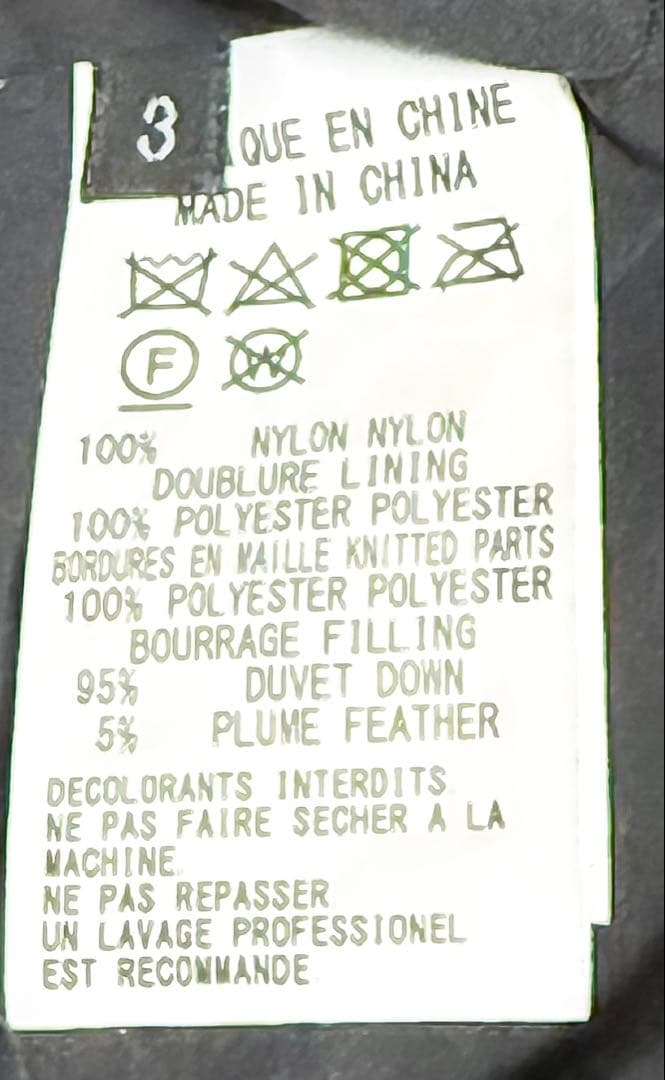 3
QUE EN CHINE
MADE IN CHINA
F
W
100% NYLON NYLON
DOUBLURE LINING
100% POLYESTER POLYESTER
BORDURES EN MAILLE KNITTED PARTS
100% POLYESTER POLYESTER
BOURRAGE FILLING
95% DUVET DOWN
5% PLUME FEATHER
DECOLORANTS INTERDITS
NE PAS FAIRE SECHER A LA
MACHINE
NE PAS REPASSER
UN LAVAGE PROFESSIONEL
EST RECOMMANDE